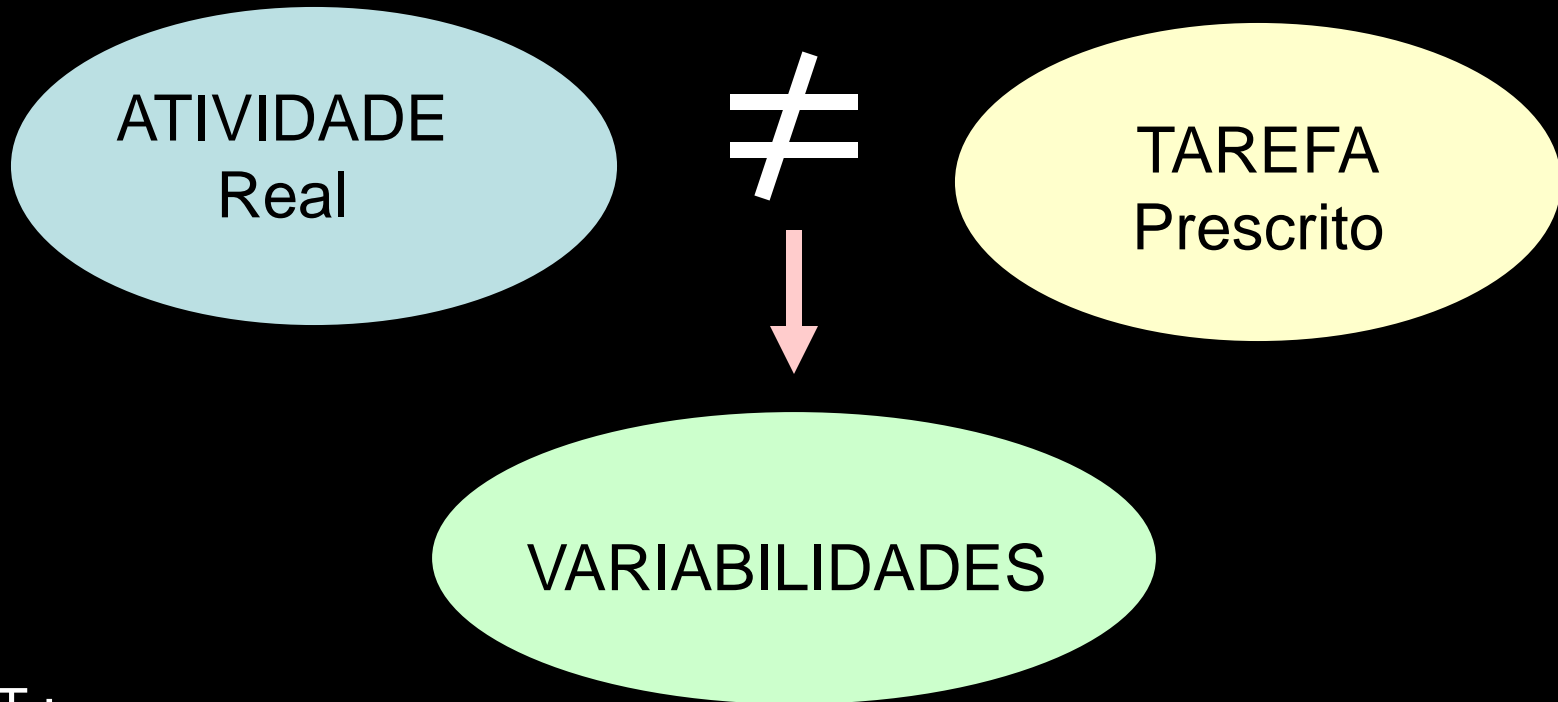 ATIVIDADE
Real
≠
TAREFA
Prescrito
VARIABILIDADES